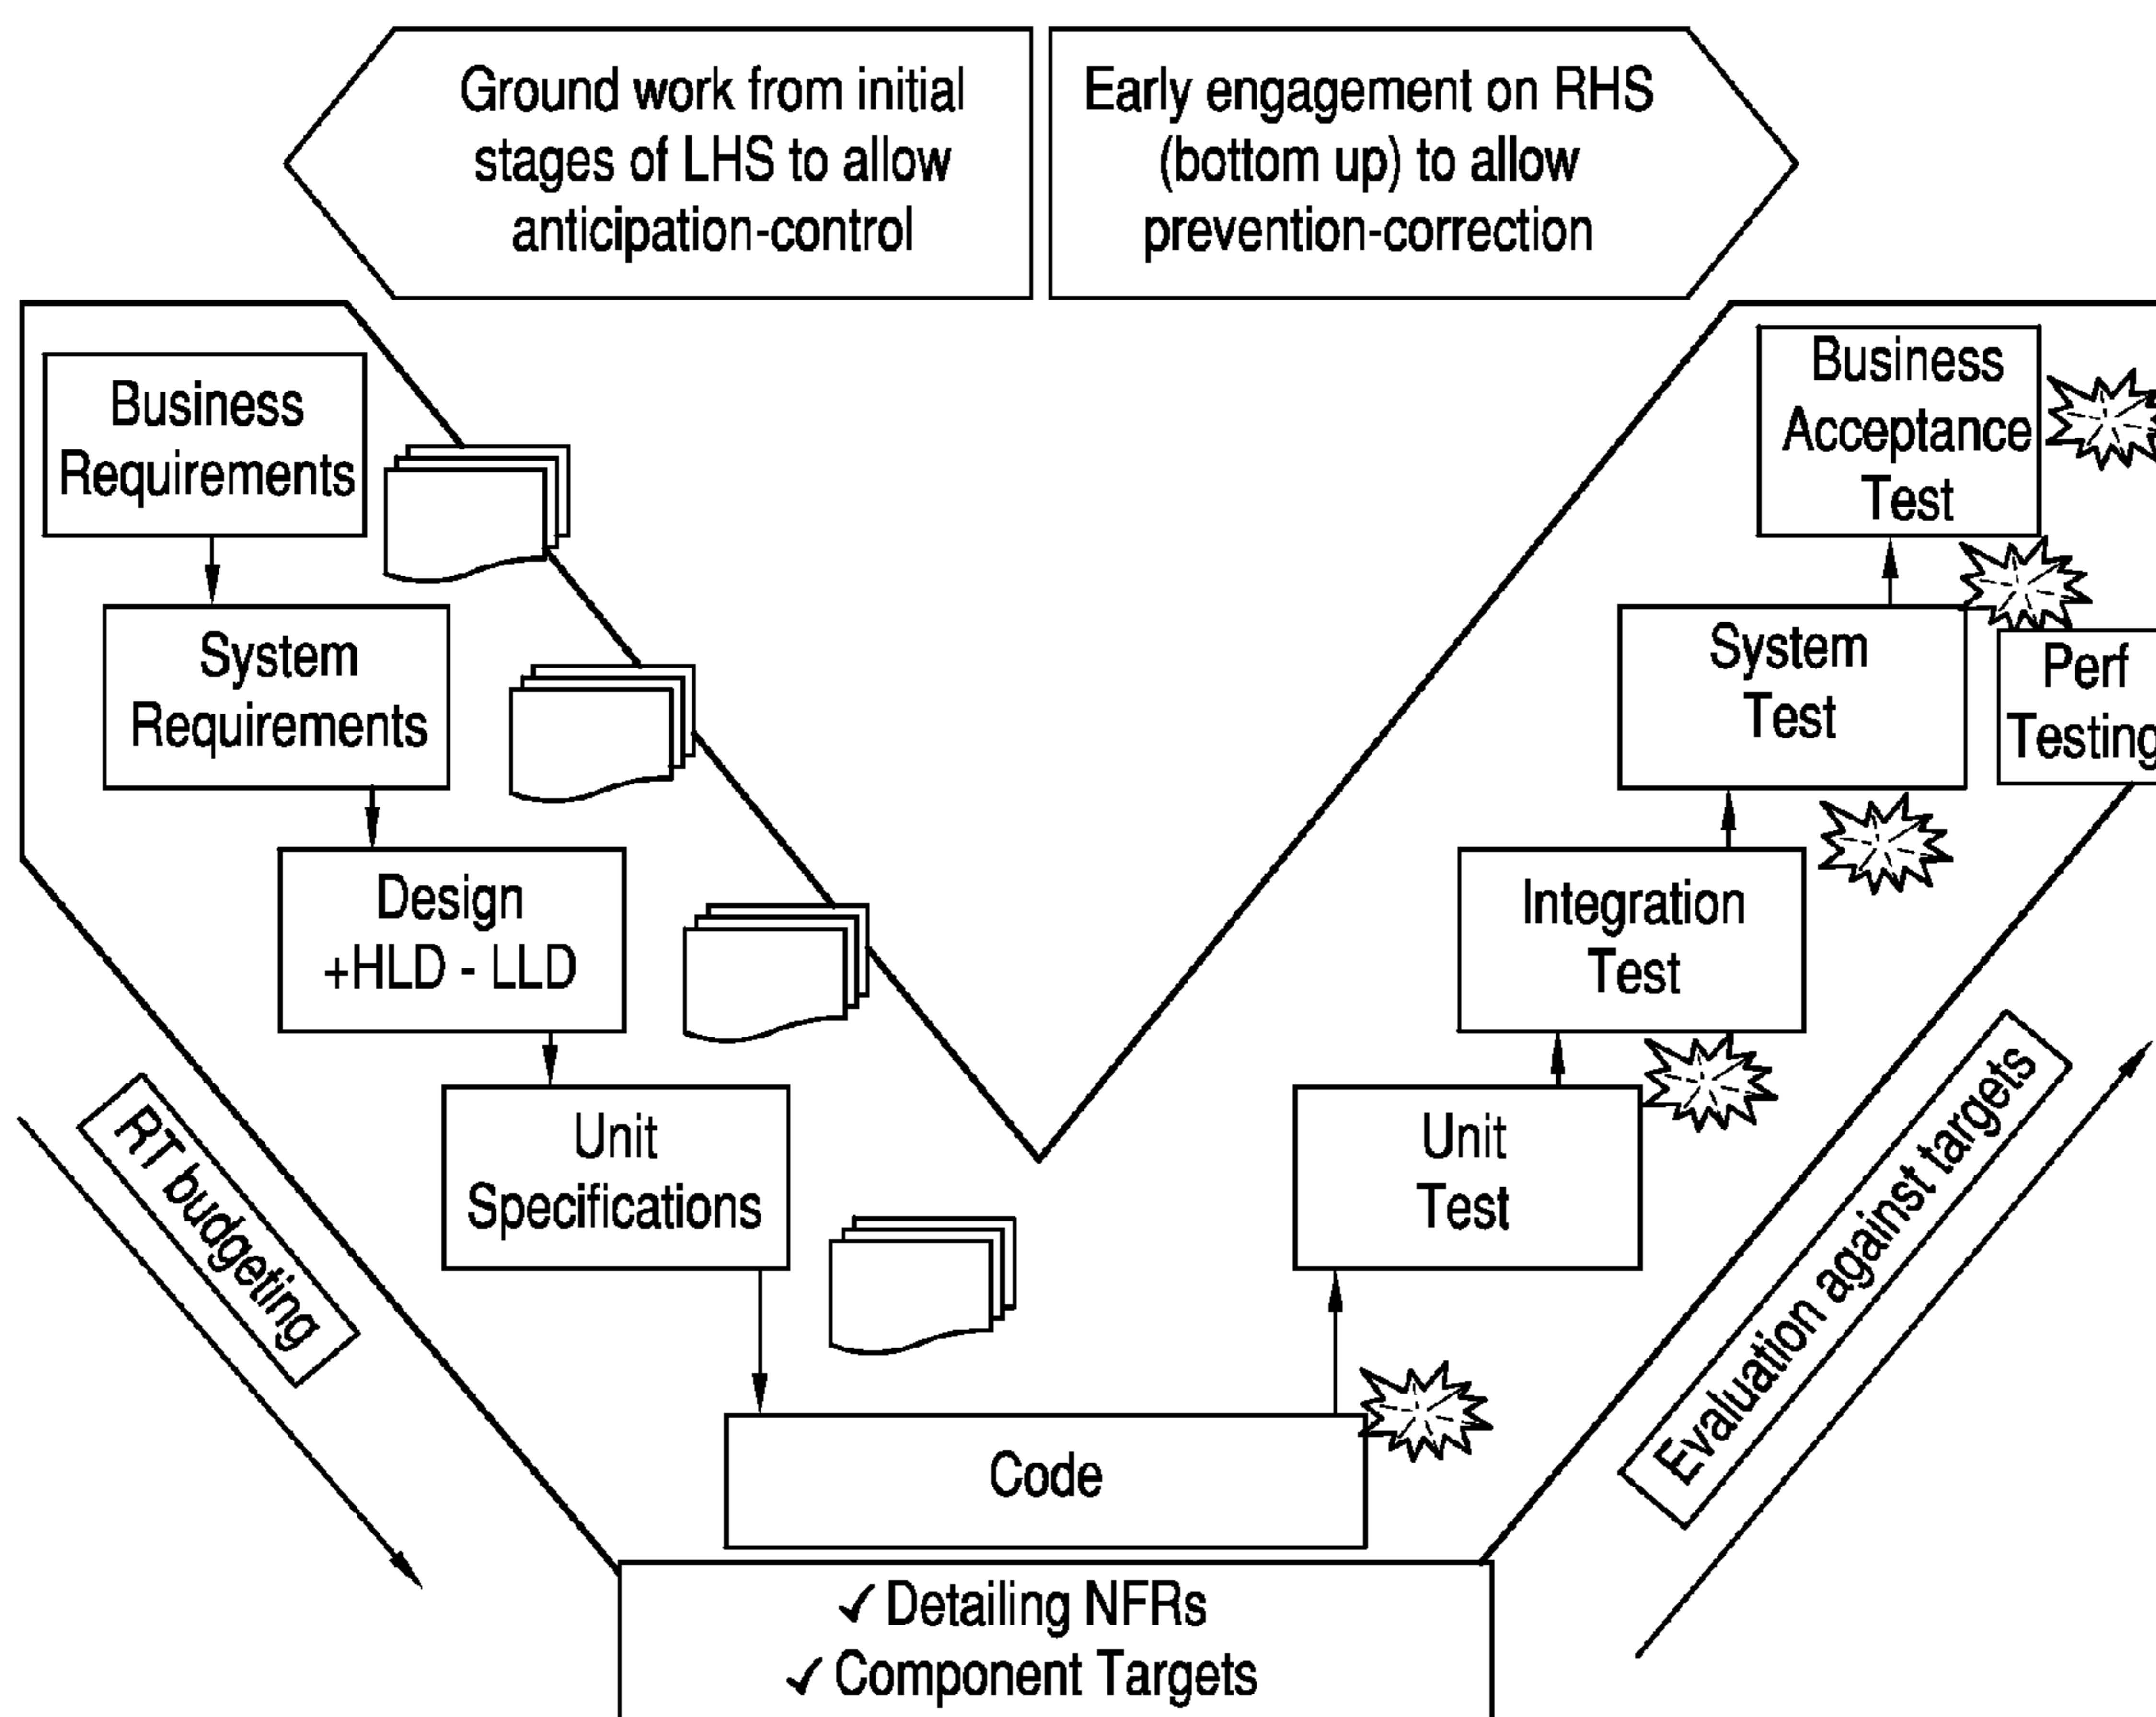 Ground work from initial
stages of LHS to allow
anticipation-control
Early engagement on RHS
(bottom up) to allow
prevention-correction
Business
Requirements
System
Requirements
Design
+HLD - LLD
Unit
Specifications
Code
Unit
Test
Integration
Test
System
Test
Perf
Testing
Business
Acceptance
Test
RT budgeting
Evaluation against targets
✓ Detailing NFRs
✓ Component Targets